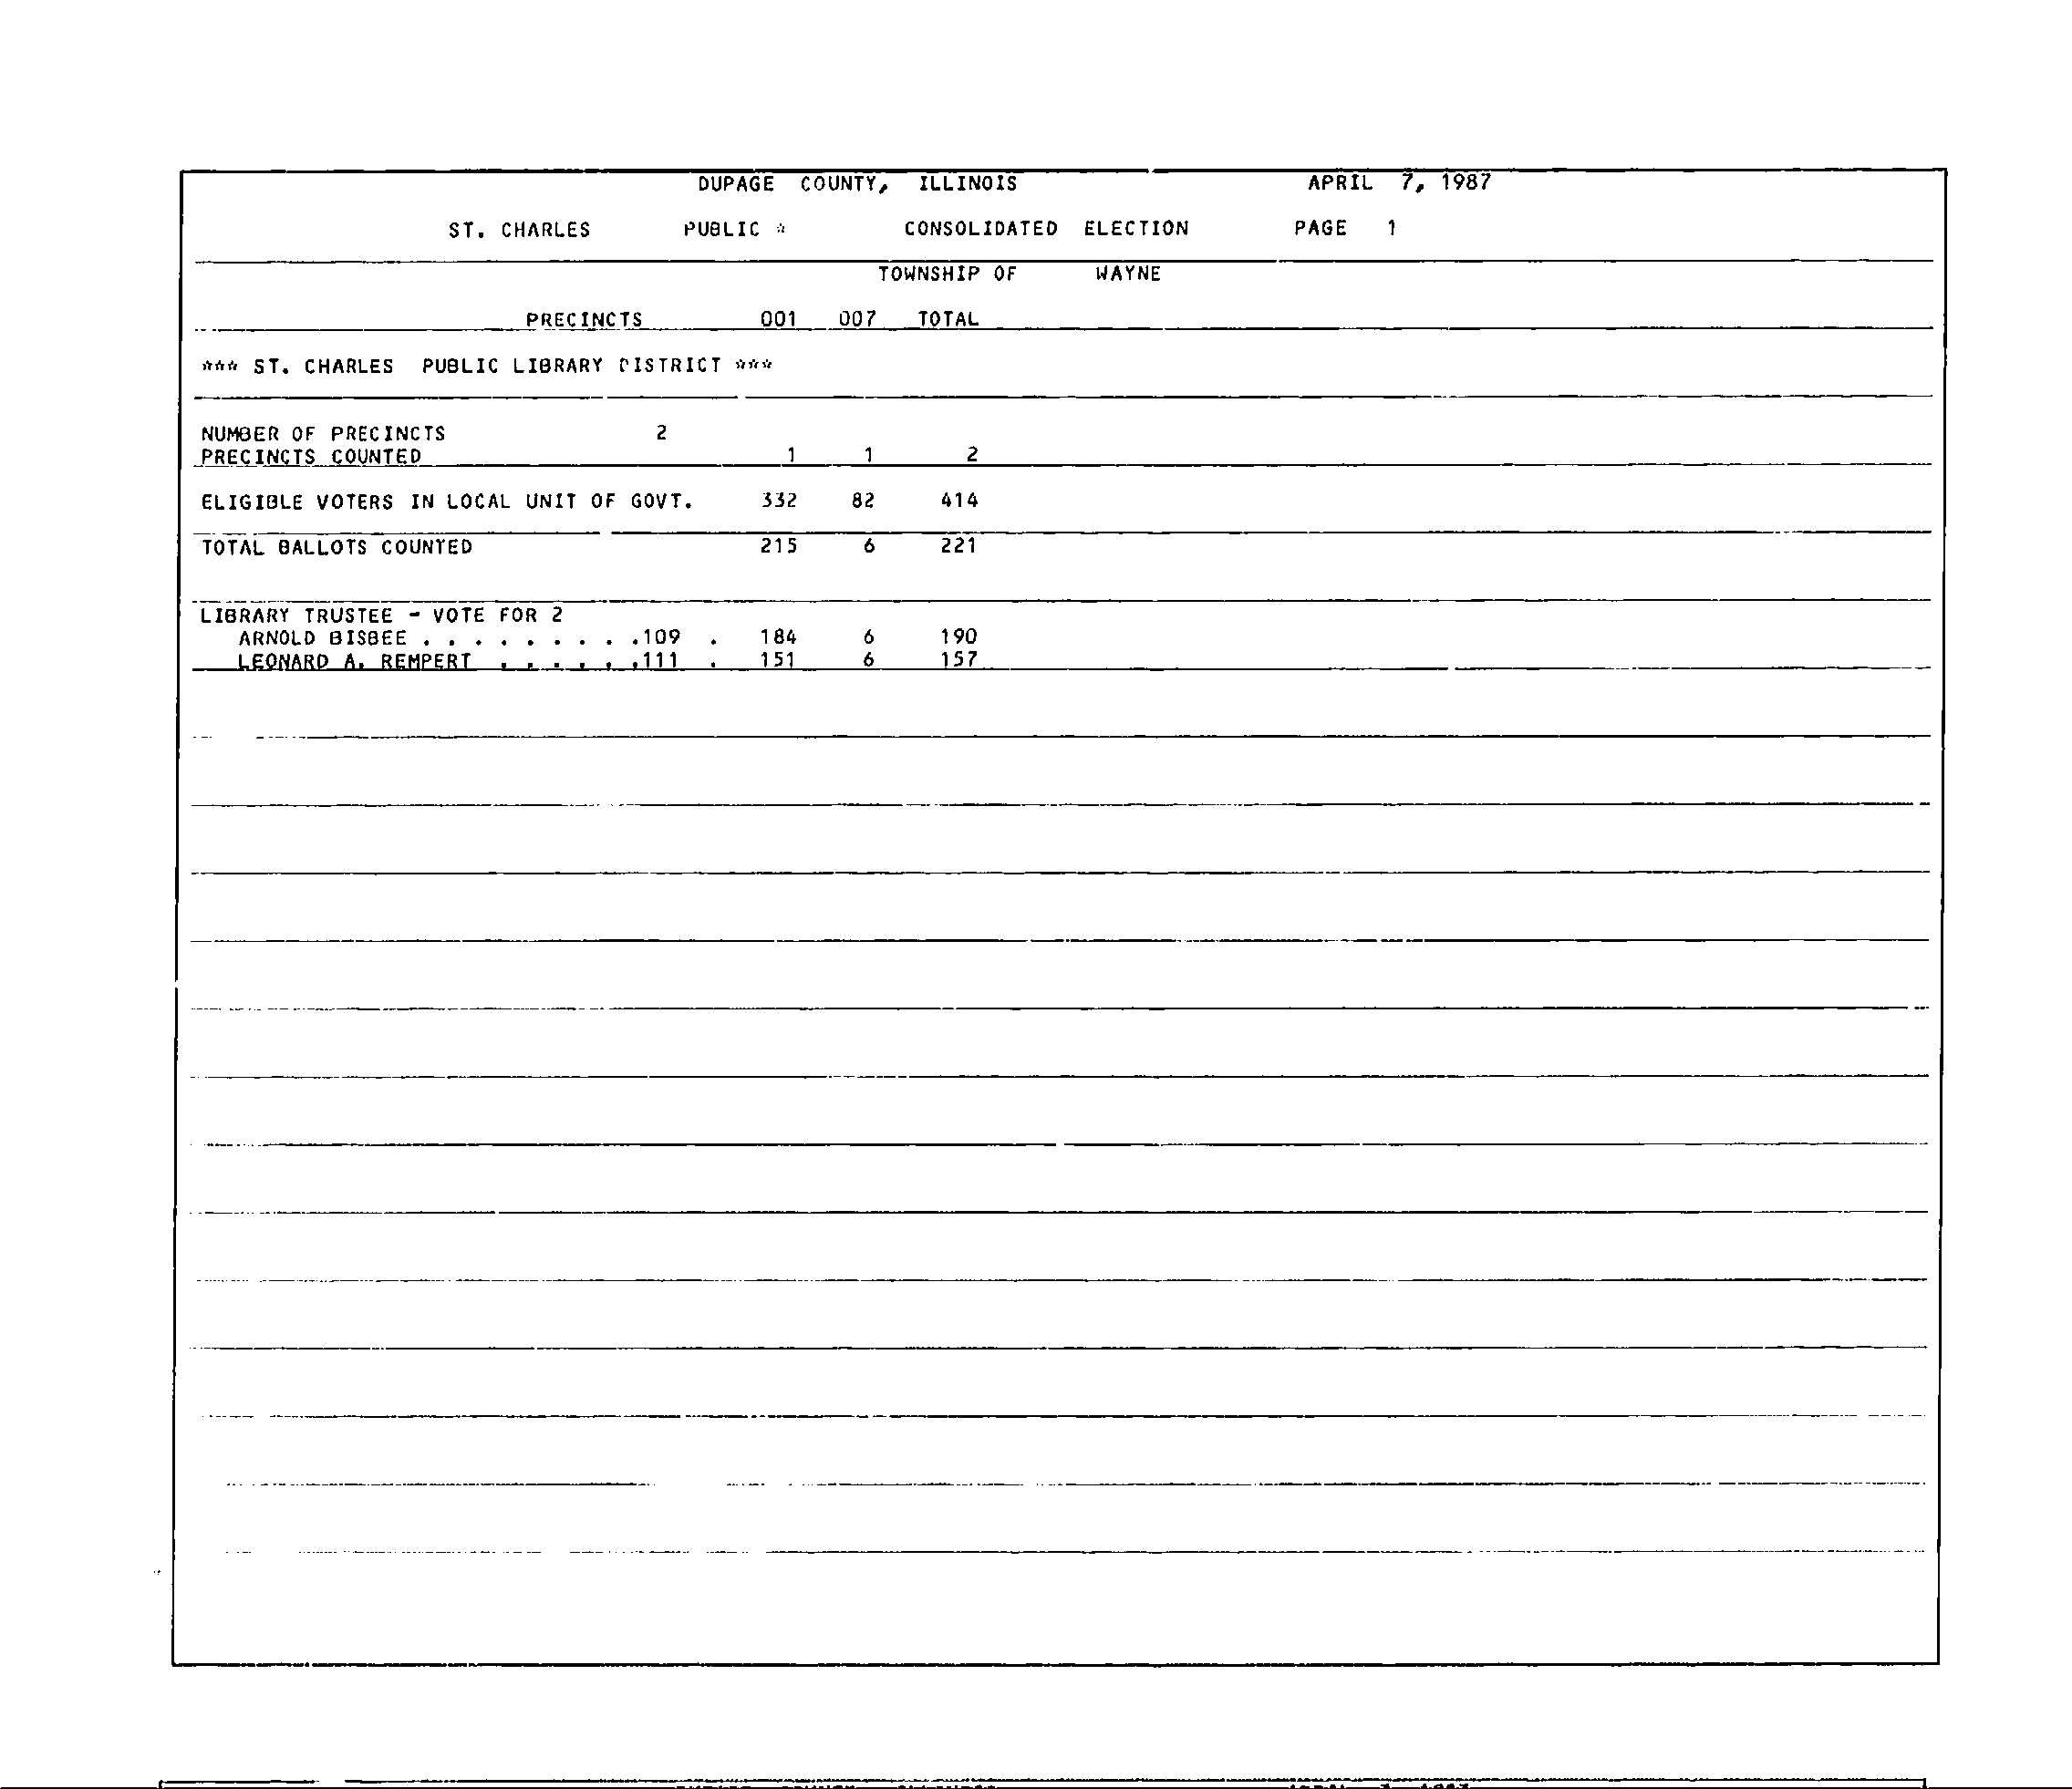 DUPAGE COUNTY, ILLINOIS APRIL 7, 1987
ST. CHARLES PUBLIC * CONSOLIDATED ELECTION PAGE 1
TOWNSHIP OF WAYNE
PRECINCTS 001 007 TOTAL
*** ST. CHARLES PUBLIC LIBRARY DISTRICT ***
NUMBER OF PRECINCTS 2
PRECINCTS COUNTED 1 1 2
ELIGIBLE VOTERS IN LOCAL UNIT OF GOVT. 332 82 414
TOTAL BALLOTS COUNTED 215 6 221
LIBRARY TRUSTEE - VOTE FOR 2
ARNOLD BISBEE . . . . . . . . .109 . 184 6 190
LEONARD A. REMPERT . . . . . .111 . 151 6 157